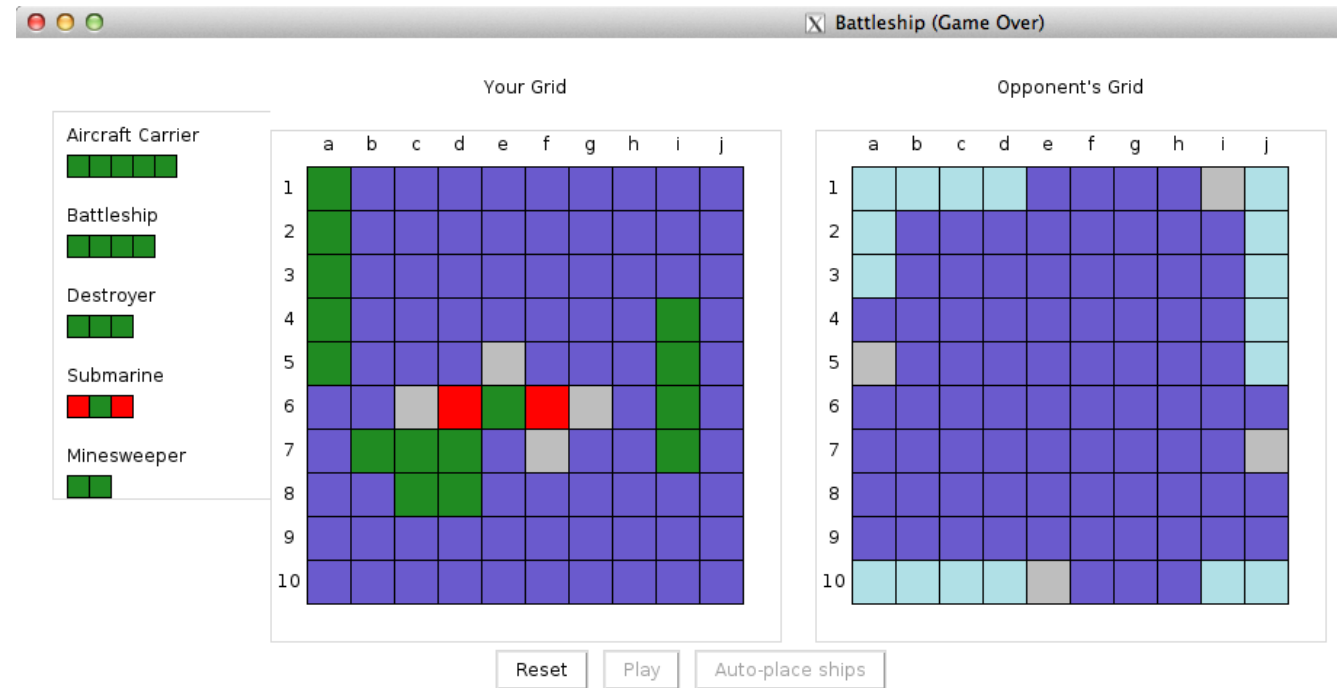 Battleship (Game Over)
Your Grid
Opponent's Grid
Aircraft Carrier
Battleship
Destroyer
Submarine
Minesweeper
a b c d e f g h i j
1
2
3
4
5
6
7
8
9
10
a b c d e f g h i j
1
2
3
4
5
6
7
8
9
10
Reset Play Auto-place ships